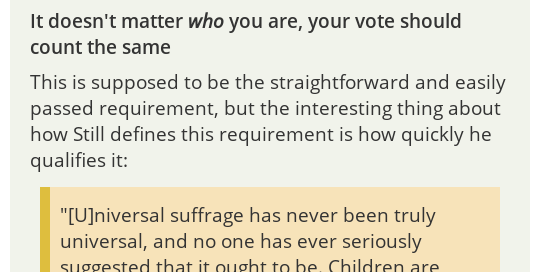 It doesn't matter who you are, your vote should
count the same
This is supposed to be the straightforward and easily
passed requirement, but the interesting thing about
how Still defines this requirement is how quickly he
qualifies it:
"[U]niversal suffrage has never been truly
universal, and no one has ever seriously
suggested that it ought to be. Children are